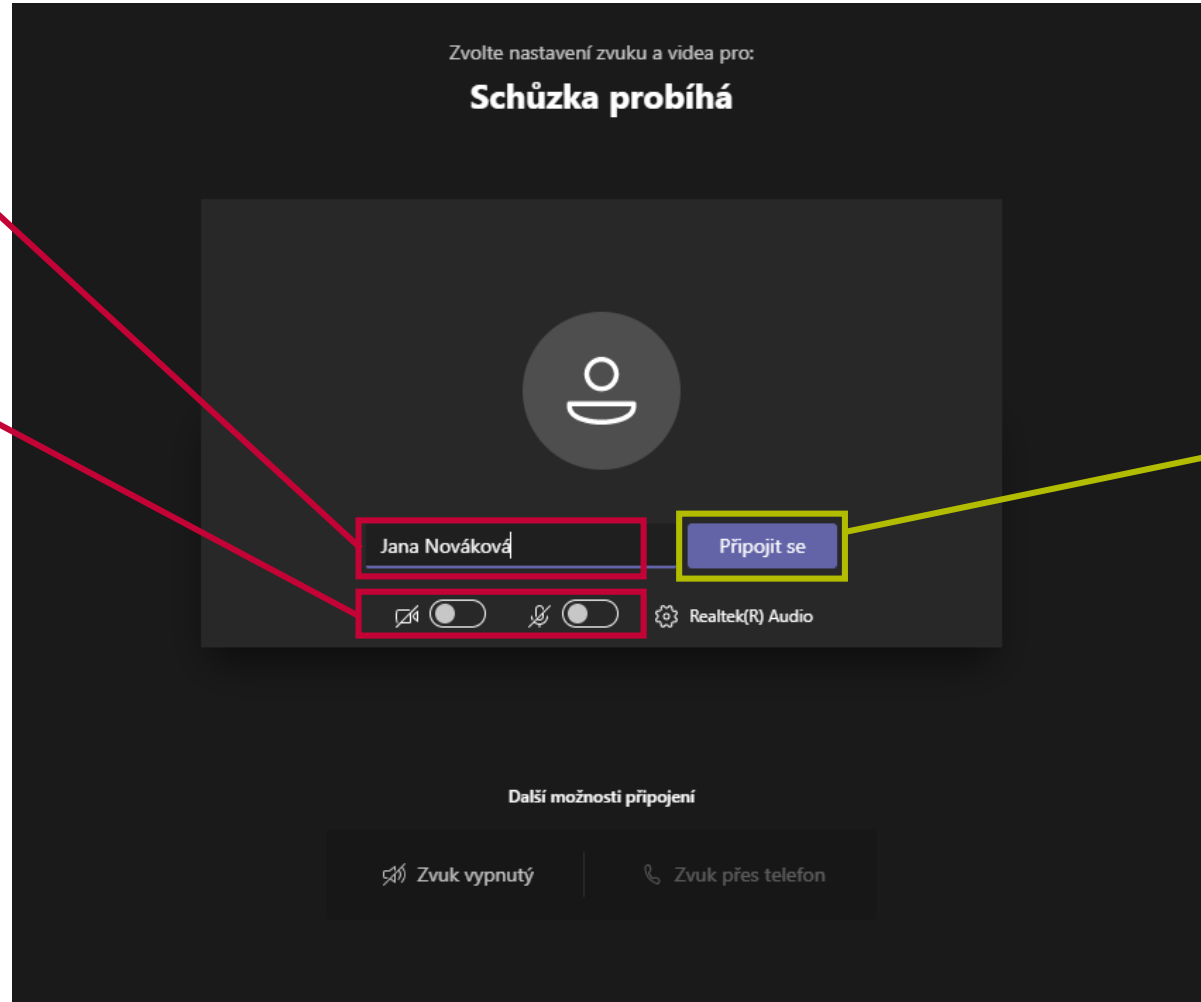 Zvolte nastavení zvuku a videa pro:
Schůzka probíhá
Jana Nováková
Připojit se
Realtek(R) Audio
Další možnosti připojení
Zvuk vypnutý
Zvuk přes telefon